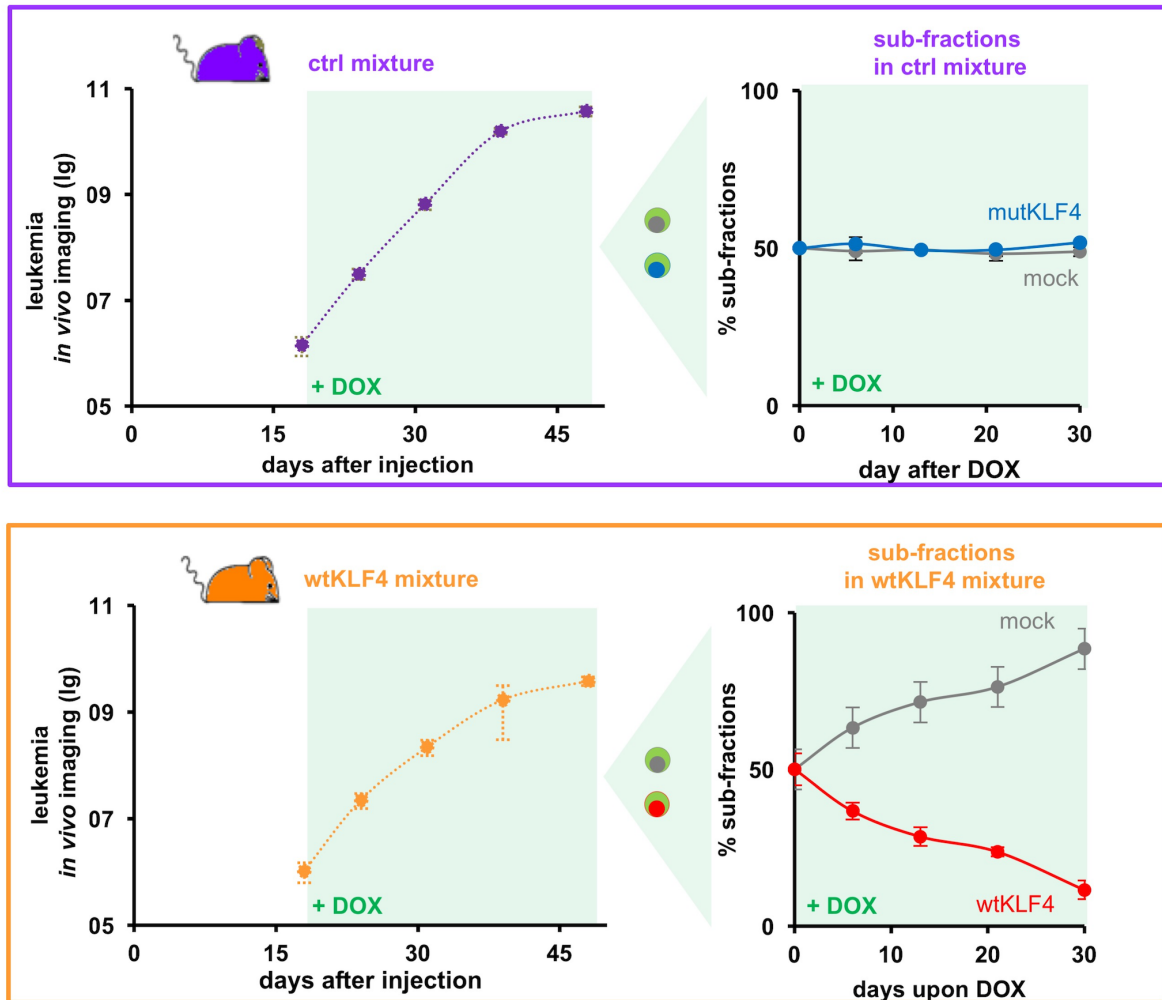 ctrl mixture
leukemia
in vivo imaging (lg)
11
09
07
05
+ DOX
0
15
30
45
days after injection
sub-fractions
in ctrl mixture
% sub-fractions
100
50
0
mutKLF4
mock
+ DOX
0
10
20
30
day after DOX
wtKLF4 mixture
leukemia
in vivo imaging (lg)
11
09
07
05
+ DOX
0
15
30
45
days after injection
sub-fractions
in wtKLF4 mixture
% sub-fractions
100
50
0
mock
wtKLF4
+ DOX
0
10
20
30
days upon DOX